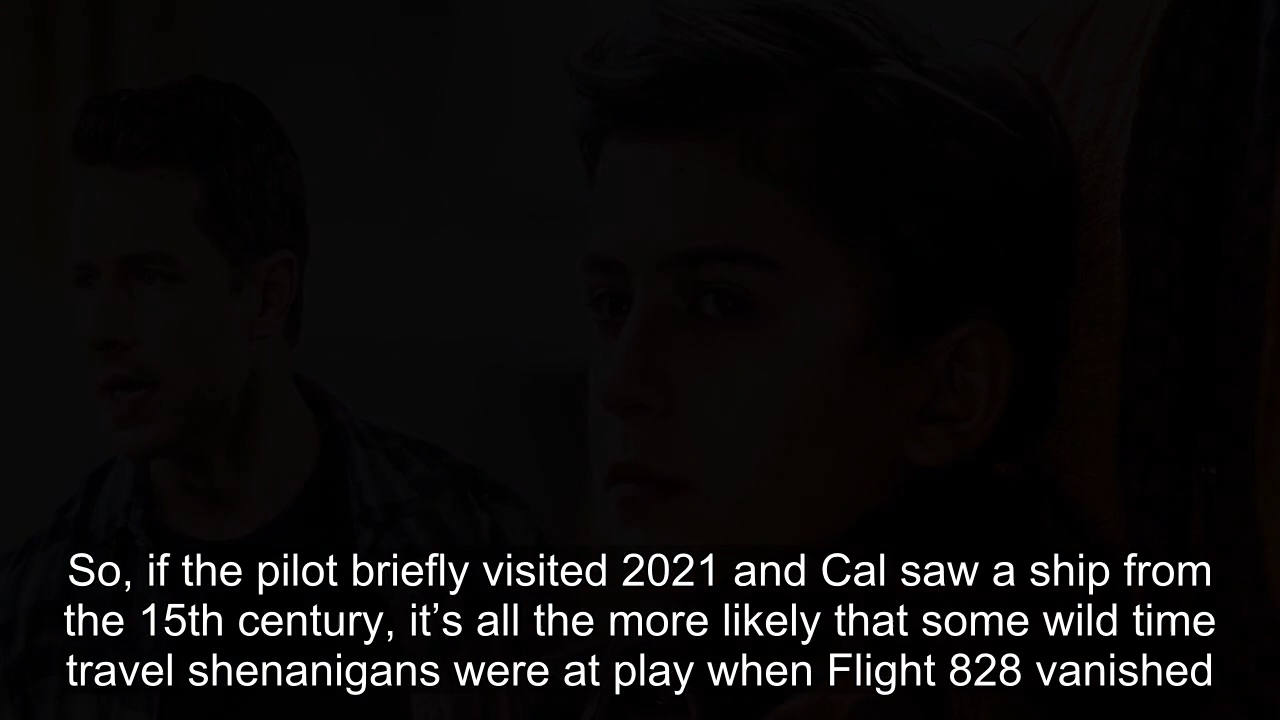 So, if the pilot briefly visited 2021 and Cal saw a ship from
the 15th century, it’s all the more likely that some wild time
travel shenanigans were at play when Flight 828 vanished